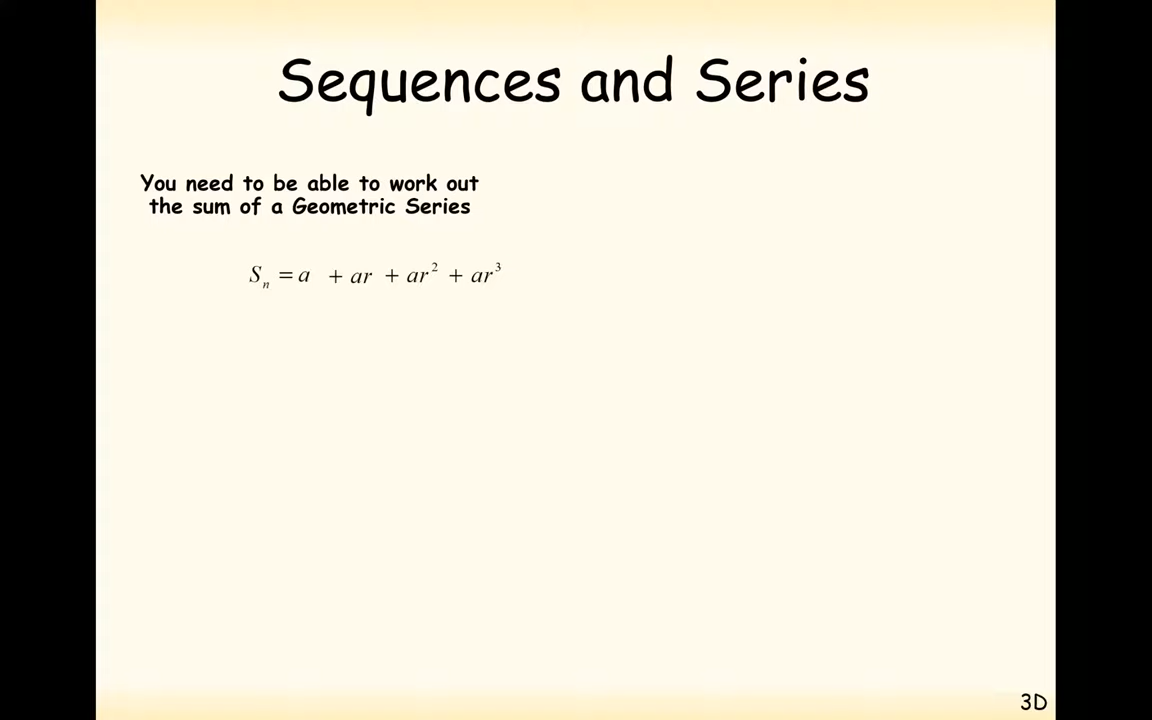 Sequences and Series
You need to be able to work out
the sum of a Geometric Series
Sₙ = a + ar + ar² + ar³
3D